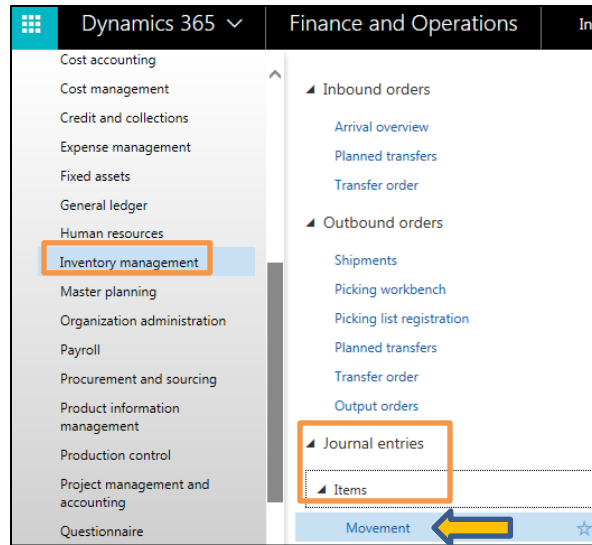 Dynamics 365
Finance and Operations
In
Cost accounting
Cost management
Credit and collections
Expense management
Fixed assets
General ledger
Human resources
Inventory management
Master planning
Organization administration
Payroll
Procurement and sourcing
Product information
management
Production control
Project management and
accounting
Questionnaire
Inbound orders
Arrival overview
Planned transfers
Transfer order
Outbound orders
Shipments
Picking workbench
Picking list registration
Planned transfers
Transfer order
Output orders
Journal entries
Items
Movement